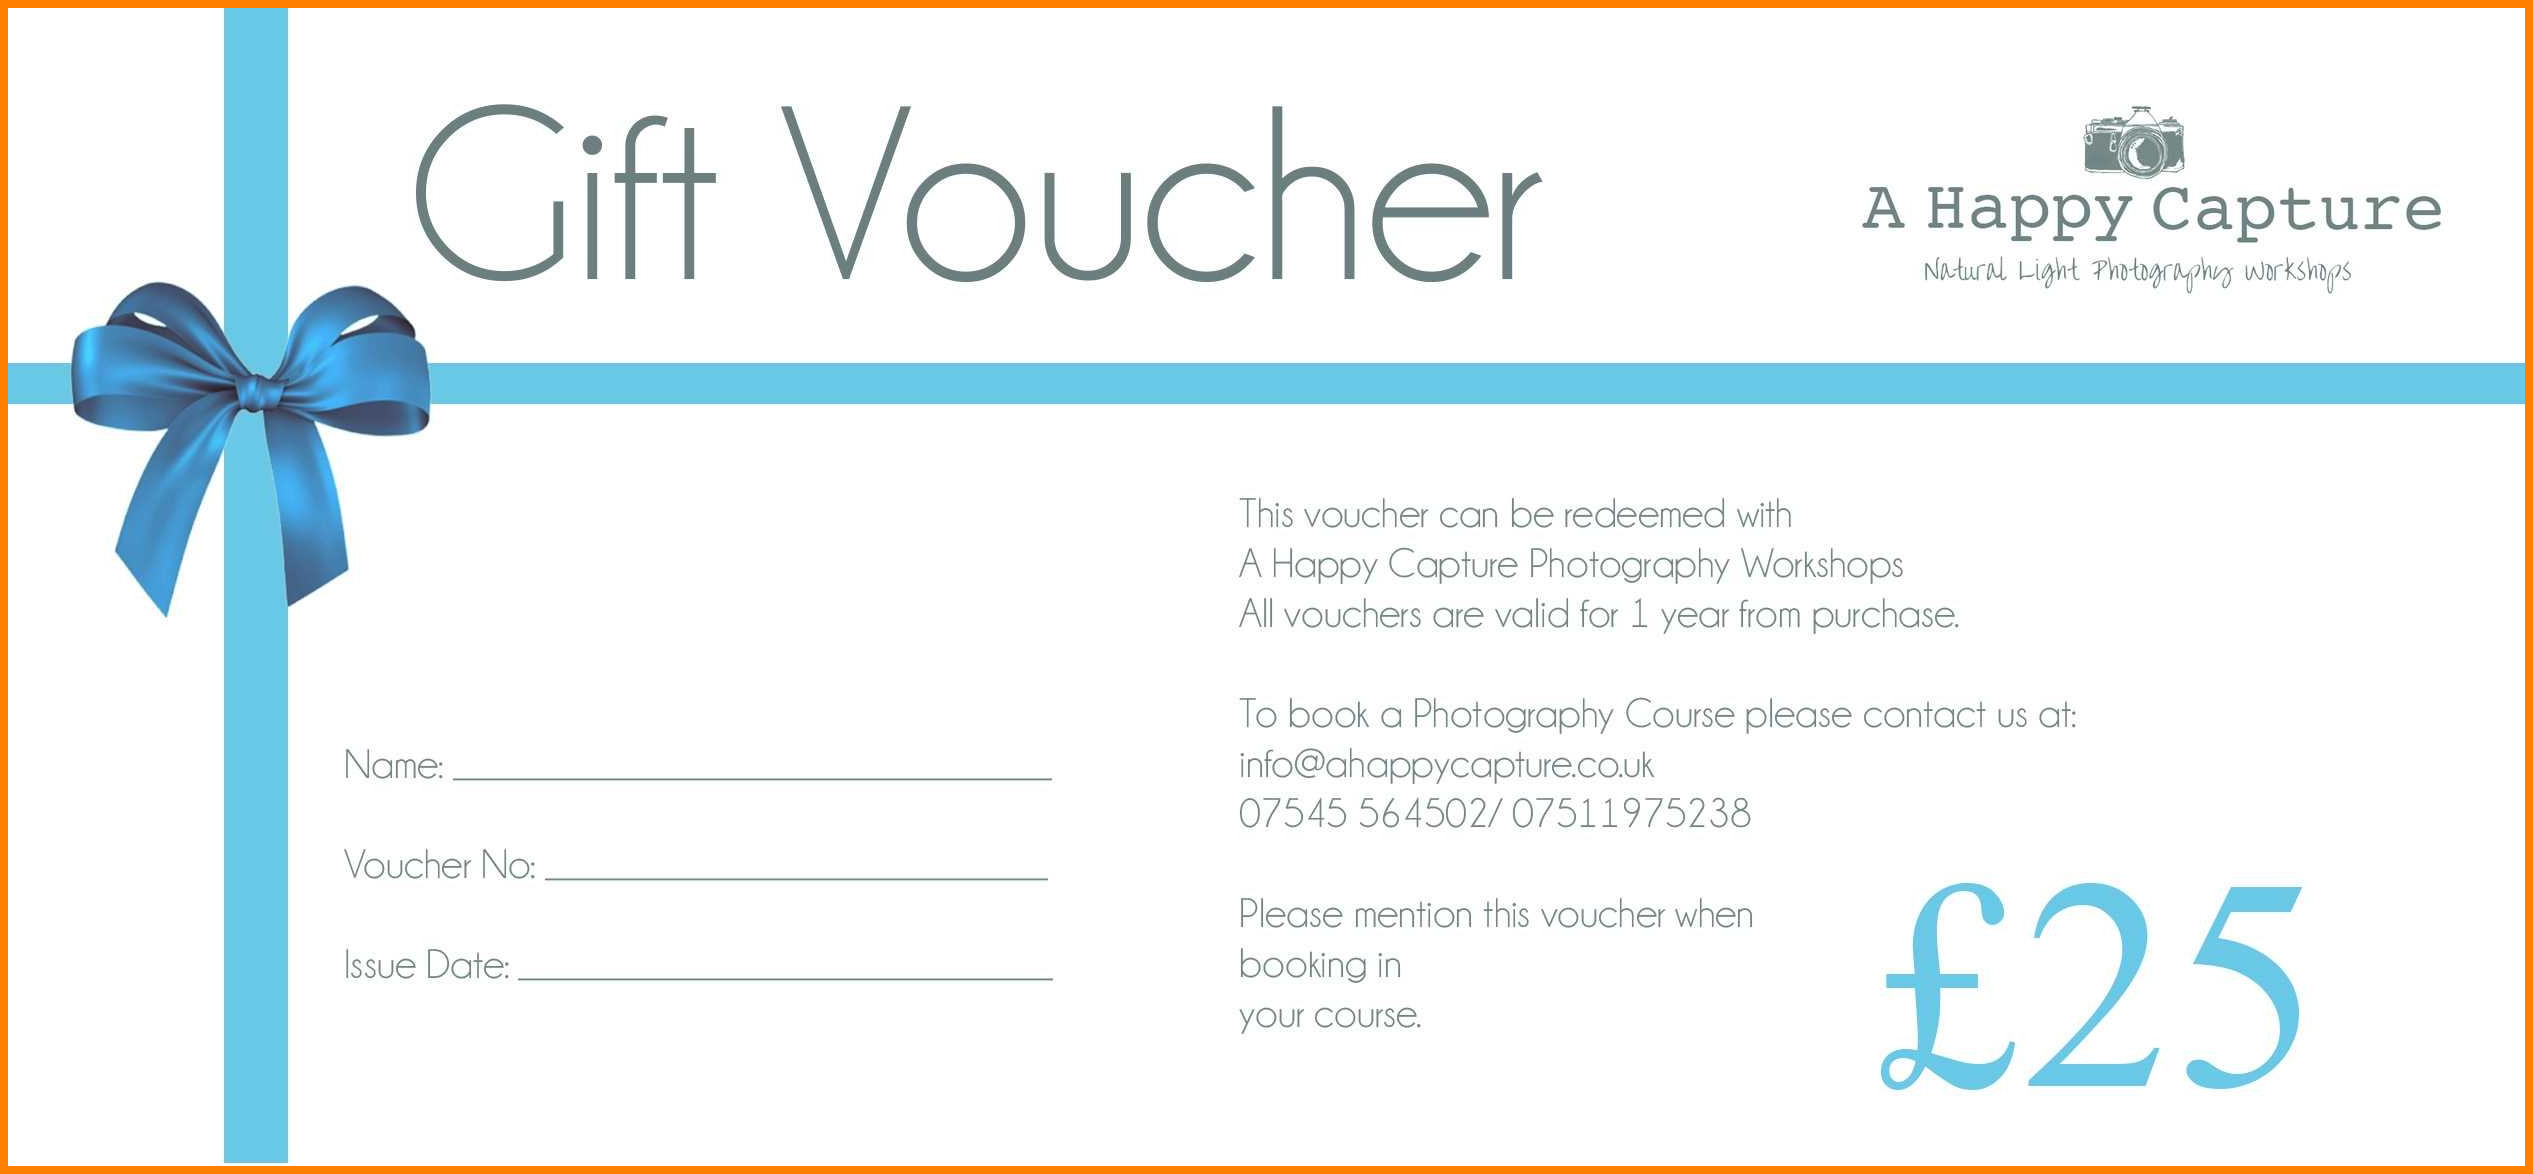 Gift Voucher
A Happy Capture
Natural Light Photography Workshops
This voucher can be redeemed with
A Happy Capture Photography Workshops
All vouchers are valid for 1 year from purchase.
To book a Photography Course please contact us at:
info@ahappycapture.co.uk
07545 564502/ 07511975238
Please mention this voucher when
booking in
your course.
Name:
Voucher No:
Issue Date:
£25